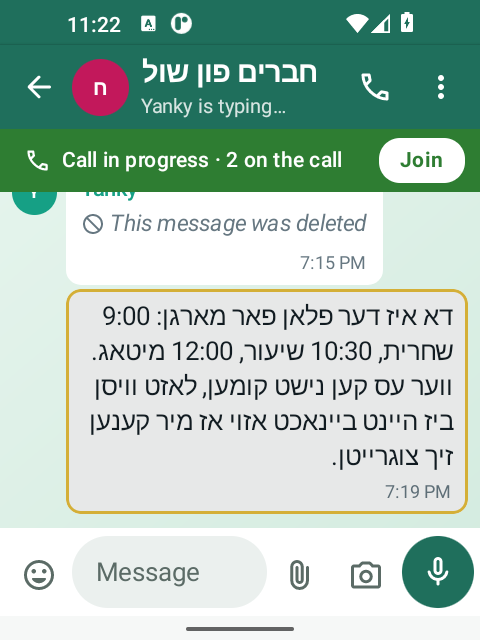 11:22
חברים פון שול
ח
Yanky is typing...
Call in progress · 2 on the call
Join
Y
Yanky
This message was deleted
7:15 PM
דא איז דער פלאן פאר מארגן: 9:00
שחרית, 10:30 שיעור, 12:00 מיטאג.
ווער עס קען נישט קומען, לאזט וויסן
ביז היינט ביינאכט אזוי אז מיר קענען
זיך צוגרייטן.
7:19 PM
Message